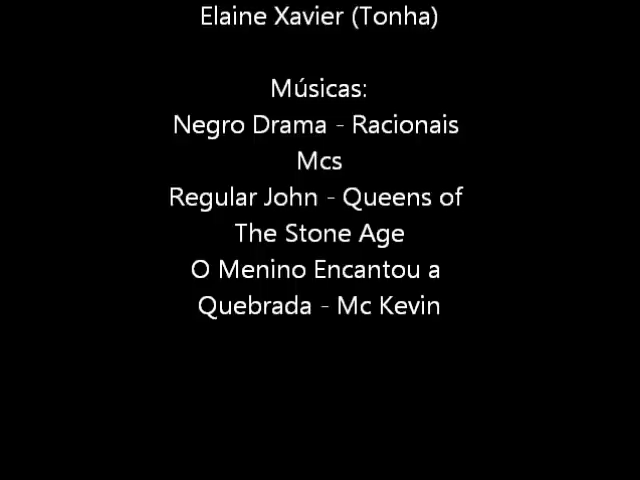 Elaine Xavier (Tonha)
Músicas:
Negro Drama - Racionais
Mcs
Regular John - Queens of
The Stone Age
O Menino Encantou a
Quebrada - Mc Kevin